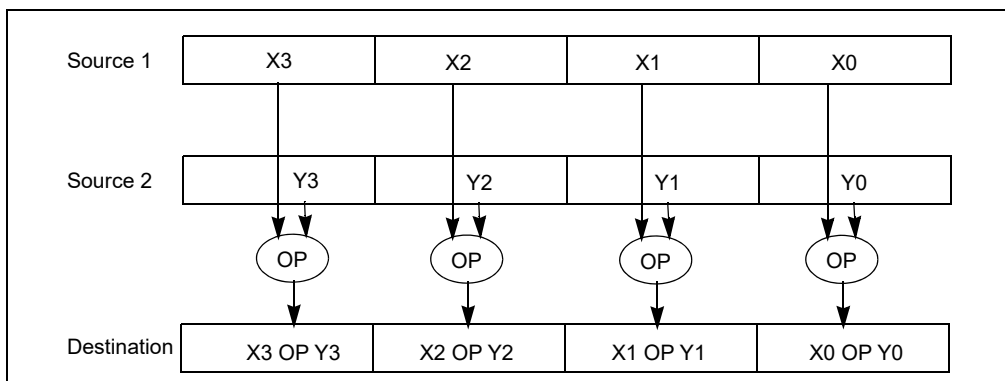 Source 1 X3 X2 X1 X0
Source 2 Y3 Y2 Y1 Y0
OP OP OP OP
Destination X3 OP Y3 X2 OP Y2 X1 OP Y1 X0 OP Y0